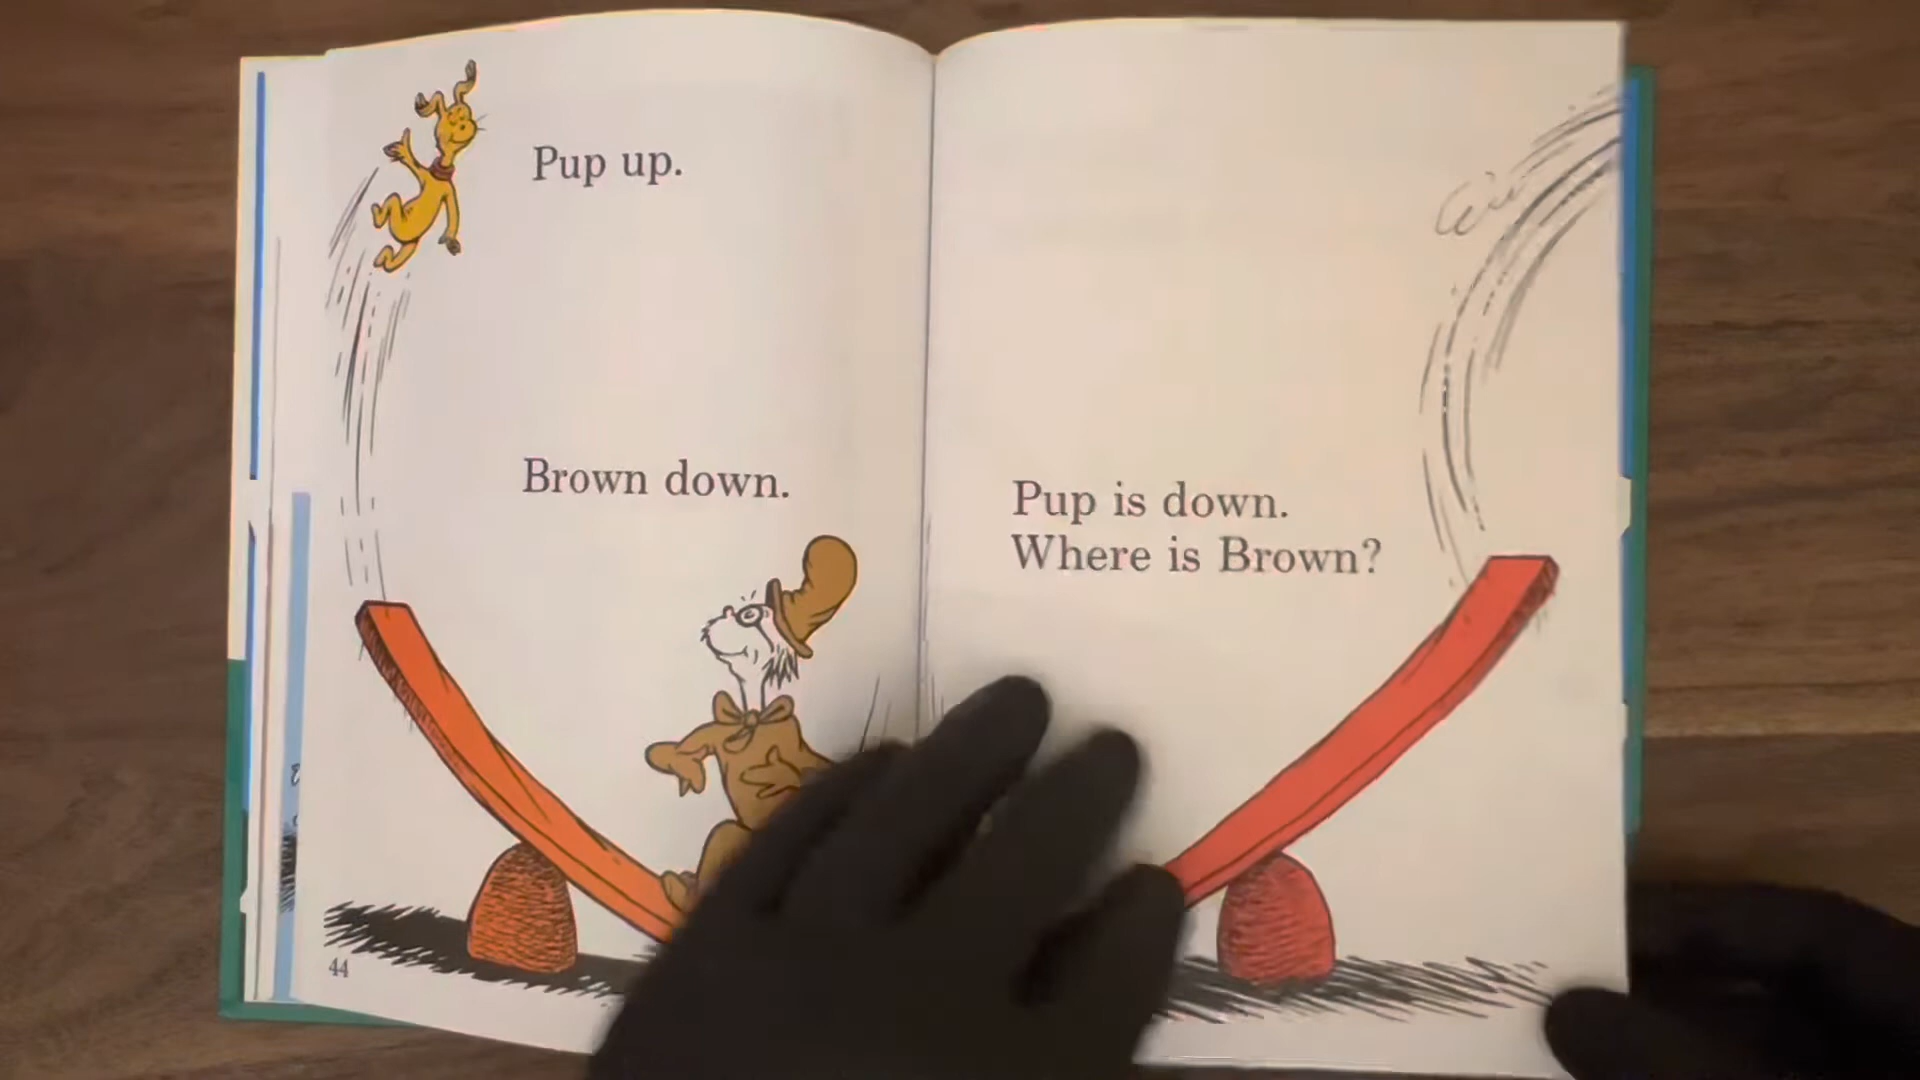 Pup up.
Brown down.
44
Pup is down.
Where is Brown?